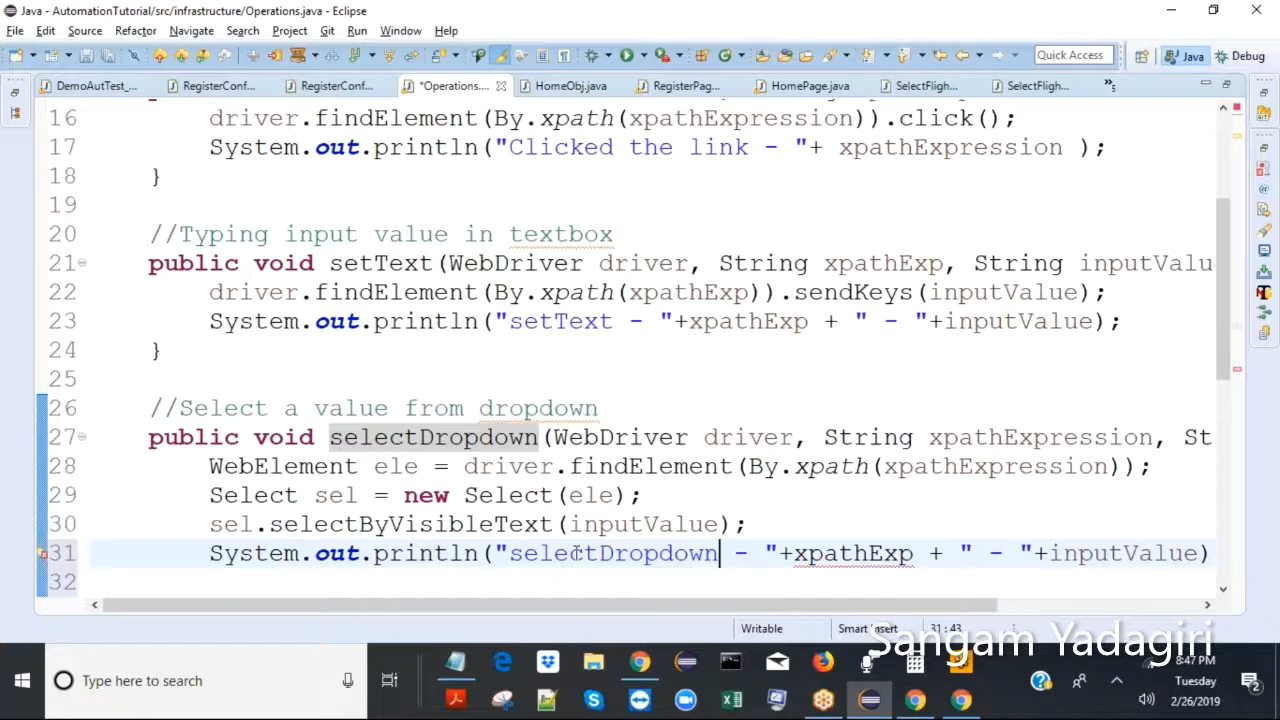 Java - AutomationTutorial/src/infrastructure/Operations.java - Eclipse
File Edit Source Refactor Navigate Search Project Git Run Window Help
Quick Access Java Debug
DemoAutTest_... RegisterConf... RegisterConf... *Operations.... HomeObj.java RegisterPag... HomePage.java SelectFligh... SelectFligh... »5
16 driver.findElement(By.xpath(xpathExpression)).click();
17 System.out.println("Clicked the link - "+ xpathExpression );
18 }
19
20 //Typing input value in textbox
21 public void setText(WebDriver driver, String xpathExp, String inputValu
22 driver.findElement(By.xpath(xpathExp)).sendKeys(inputValue);
23 System.out.println("setText - "+xpathExp + " - "+inputValue);
24 }
25
26 //Select a value from dropdown
27 public void selectDropdown(WebDriver driver, String xpathExpression, St
28 WebElement ele = driver.findElement(By.xpath(xpathExpression));
29 Select sel = new Select(ele);
30 sel.selectByVisibleText(inputValue);
31 System.out.println("selectDropdown - "+xpathExp + " - "+inputValue)
32
Writable Smart Insert 31 : 43
Sangam Yadagiri
Type here to search
8:47 PM
Tuesday
2/26/2019